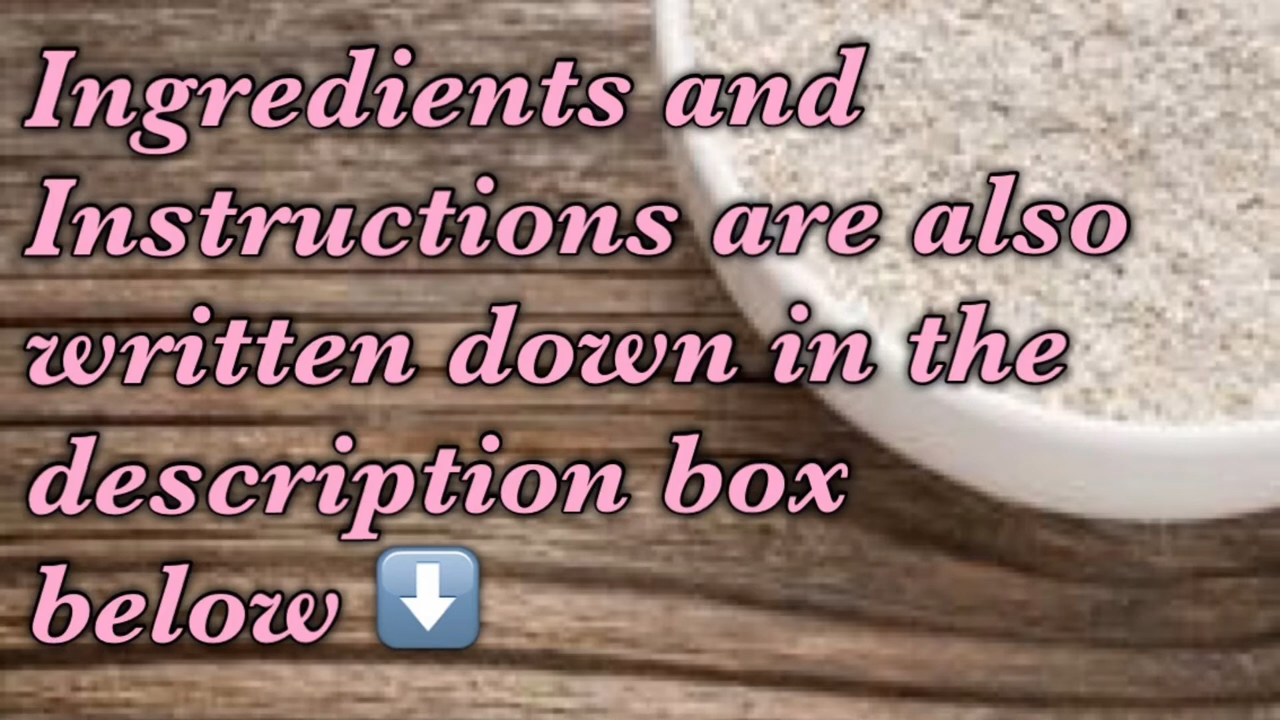 Ingredients and
Instructions are also
written down in the
description box
below ⬇️